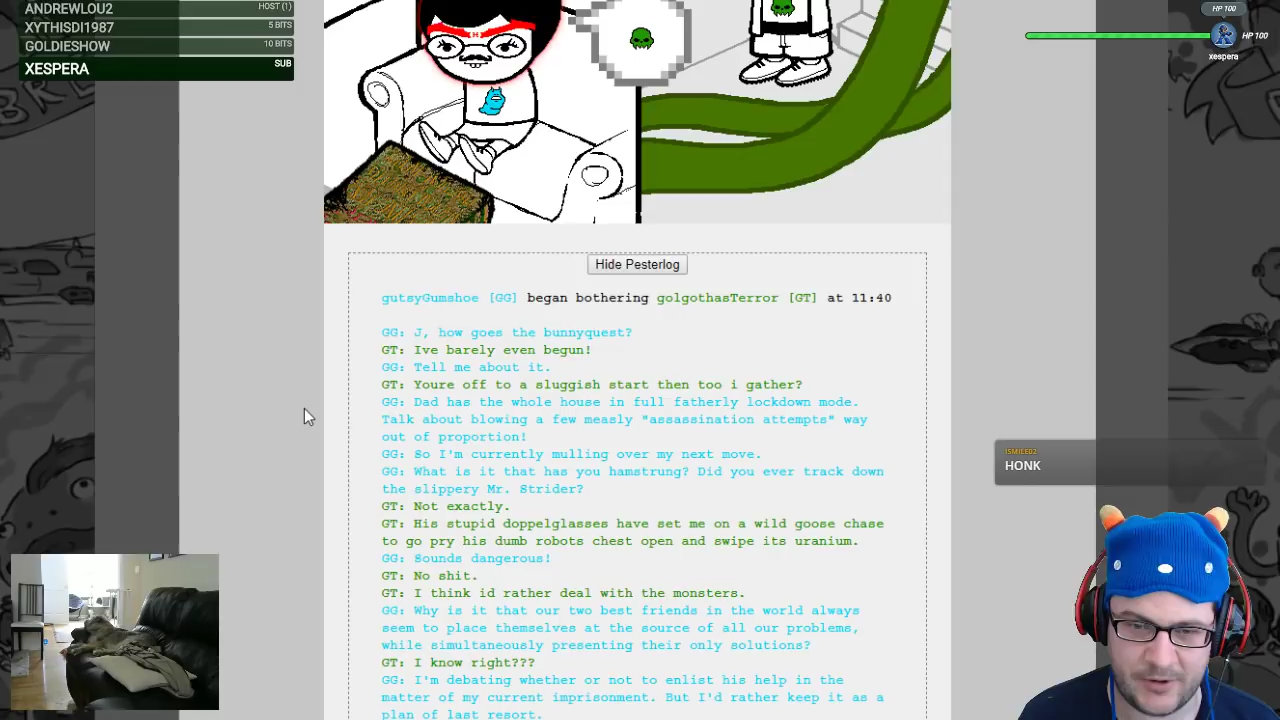 ANDREWLOU2 HOST (1)
XYTHISDI1987 5 BITS
GOLDIESHOW 10 BITS
XESPERA SUB
HP 100
HP 100
xespera
Hide Pesterlog
gutsyGumshoe [GG] began bothering golgothasTerror [GT] at 11:40
GG: J, how goes the bunnyquest?
GT: Ive barely even begun!
GG: Tell me about it.
GT: Youre off to a sluggish start then too i gather?
GG: Dad has the whole house in full fatherly lockdown mode.
Talk about blowing a few measly "assassination attempts" way
out of proportion!
GG: So I'm currently mulling over my next move.
GG: What is it that has you hamstrung? Did you ever track down
the slippery Mr. Strider?
GT: Not exactly.
GT: His stupid doppelglasses have set me on a wild goose chase
to go pry his dumb robots chest open and swipe its uranium.
GG: Sounds dangerous!
GT: No shit.
GT: I think id rather deal with the monsters.
GG: Why is it that our two best friends in the world always
seem to place themselves at the source of all our problems,
while simultaneously presenting their only solutions?
GT: I know right???
GG: I'm debating whether or not to enlist his help in the
matter of my current imprisonment. But I'd rather keep it as a
plan of last resort.
ISMILE02
HONK